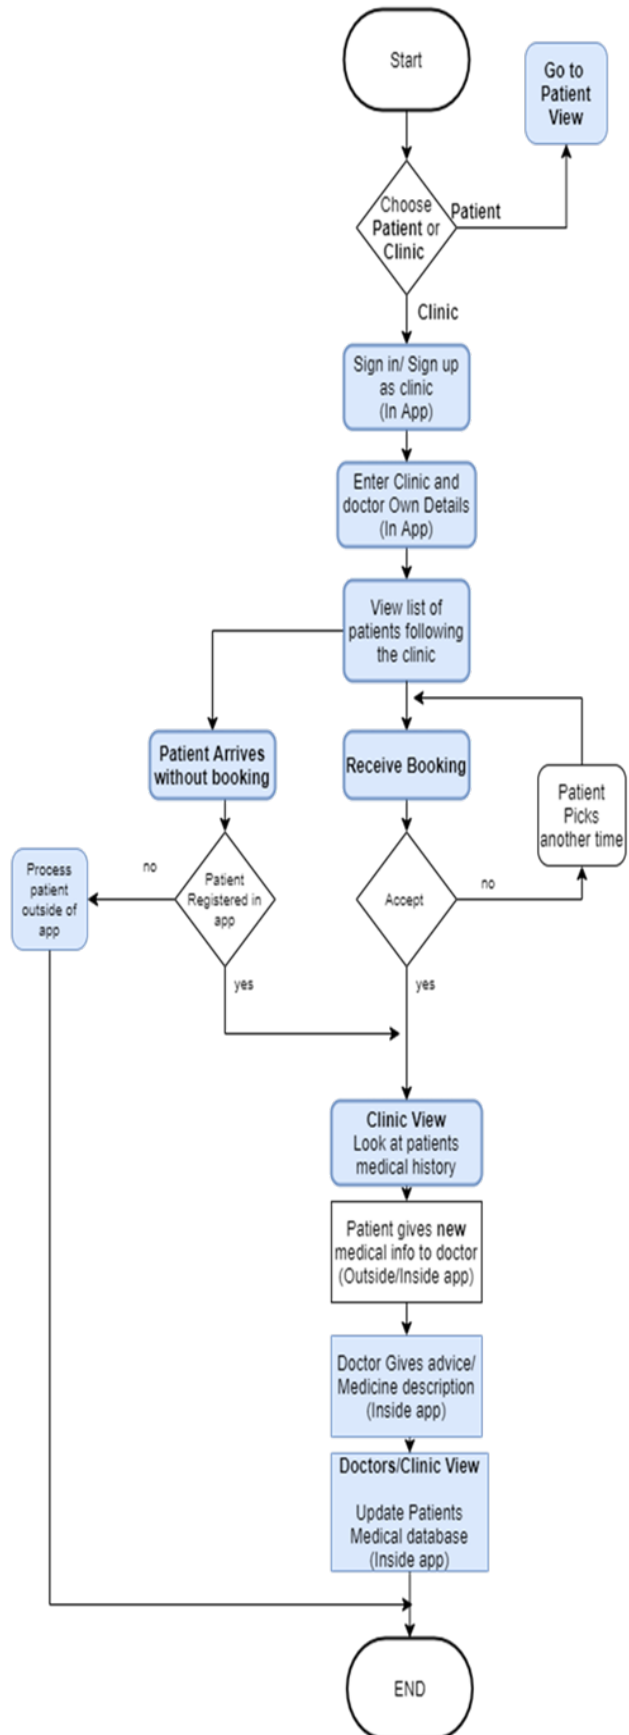 Start
Go to
Patient
View
Choose
Patient or
Clinic
Patient
Clinic
Sign in/ Sign up
as clinic
(In App)
Enter Clinic and
doctor Own Details
(In App)
View list of
patients following
the clinic
Patient Arrives
without booking
Receive Booking
Patient
Picks
another time
Process
patient
outside of
app
no
Patient
Registered in
app
Accept
no
yes
yes
Clinic View
Look at patients
medical history
Patient gives new
medical info to doctor
(Outside/Inside app)
Doctor Gives advice/
Medicine description
(Inside app)
Doctors/Clinic View
Update Patients
Medical database
(Inside app)
END